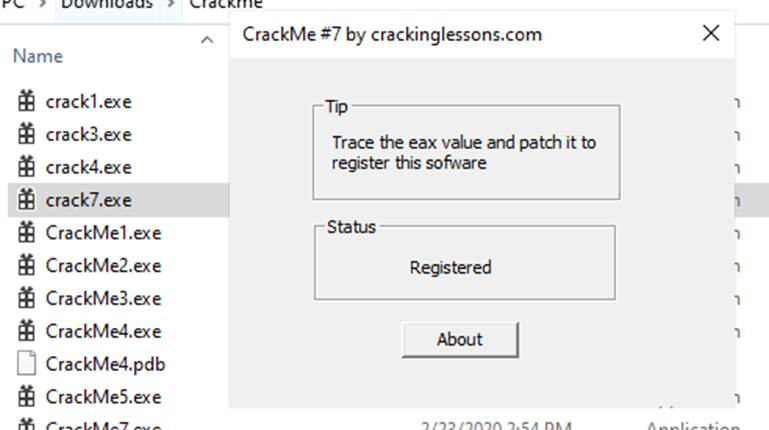 PC > Downloads > Crackme
Name
crack1.exe
crack3.exe
crack4.exe
crack7.exe
CrackMe1.exe
CrackMe2.exe
CrackMe3.exe
CrackMe4.exe
CrackMe4.pdb
CrackMe5.exe
CrackMe7.exe 2/23/2020 2:54 PM Application
CrackMe #7 by crackinglessons.com
Tip
Trace the eax value and patch it to
register this sofware
Status
Registered
About